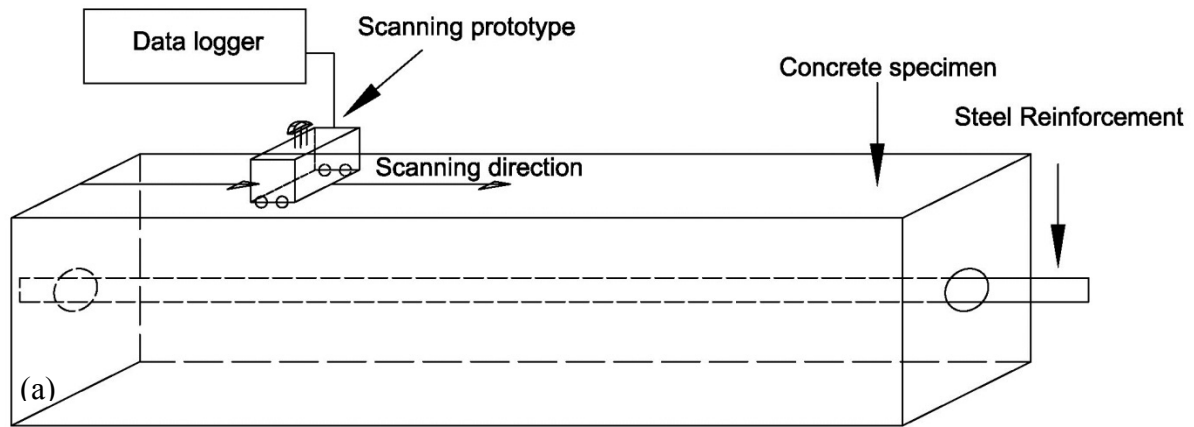 Data logger
Scanning prototype
Concrete specimen
Steel Reinforcement
Scanning direction
(a)